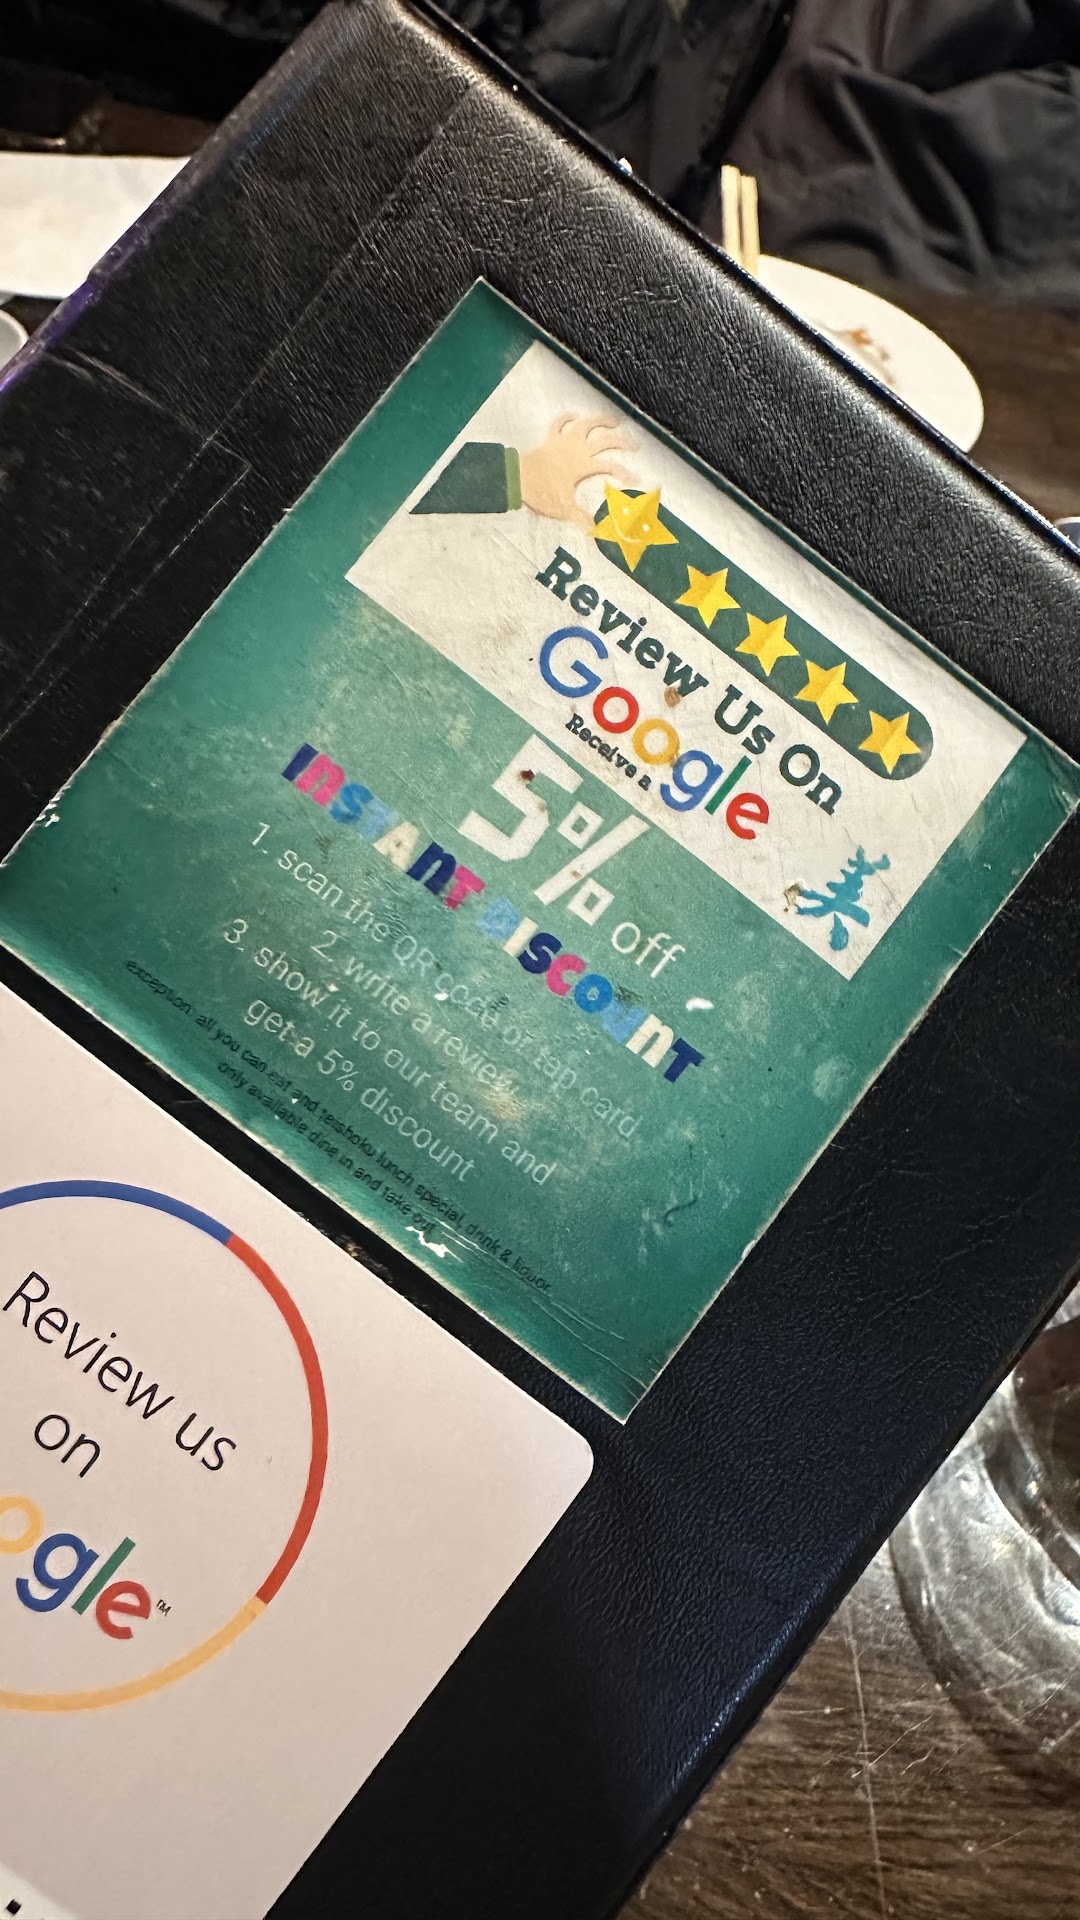 Review Us On
Google
Receive a
5% off
INSTANT DISCOUNT
1. scan the QR code or tap card
2. write a review
3. show it to our team and
get a 5% discount
exception: all you can eat and teishoku lunch special, drink & liquor
only available dine in and take out
美
Review us
on
ogle™